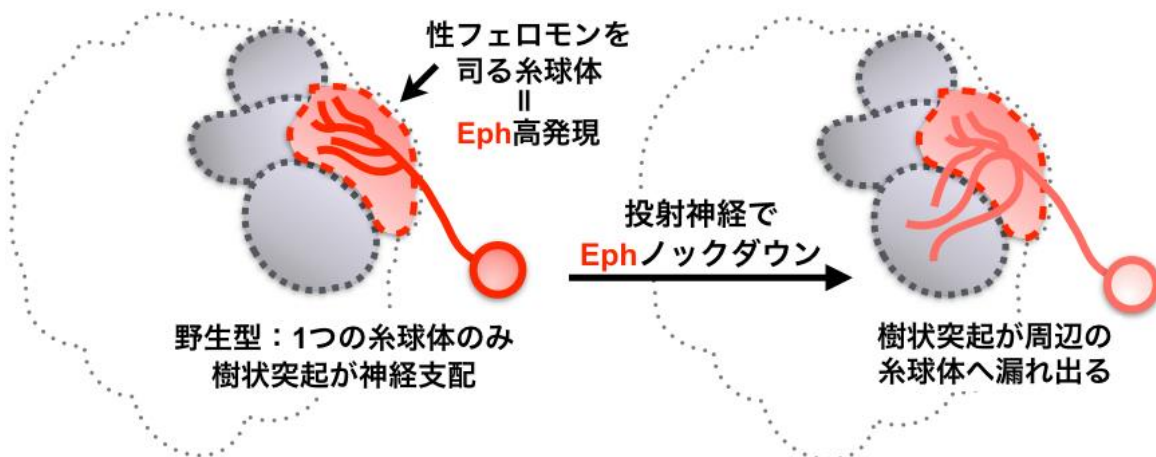 性フェロモンを
司る糸球体
=
Eph高発現
投射神経で
Ephノックダウン
野生型：1つの糸球体のみ
樹状突起が神経支配
樹状突起が周辺の
糸球体へ漏れ出る